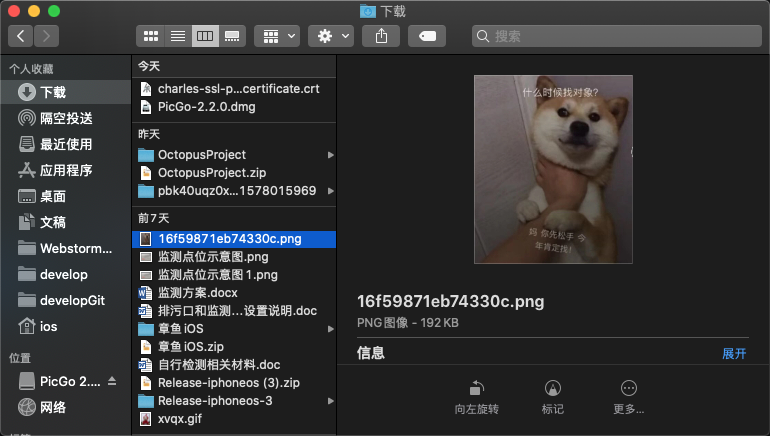 下载
搜索
个人收藏
下载
隔空投送
最近使用
应用程序
桌面
文稿
Webstorm...
develop
developGit
ios
位置
PicGo 2....
网络
今天
charles-ssl-p...certificate.crt
PicGo-2.2.0.dmg
昨天
OctopusProject
OctopusProject.zip
pbk40uqz0x...1578015969
前7天
16f59871eb74330c.png
监测点位示意图.png
监测点位示意图1.png
监测方案.docx
排污口和监测...设置说明.doc
章鱼iOS
章鱼iOS.zip
自行检测相关材料.doc
Release-iphoneos (3).zip
Release-iphoneos-3
xvqx.gif
什么时候找对象?
妈 你先松手 今
年肯定找!
16f59871eb74330c.png
PNG图像 - 192 KB
信息
展开
向左旋转
标记
更多...